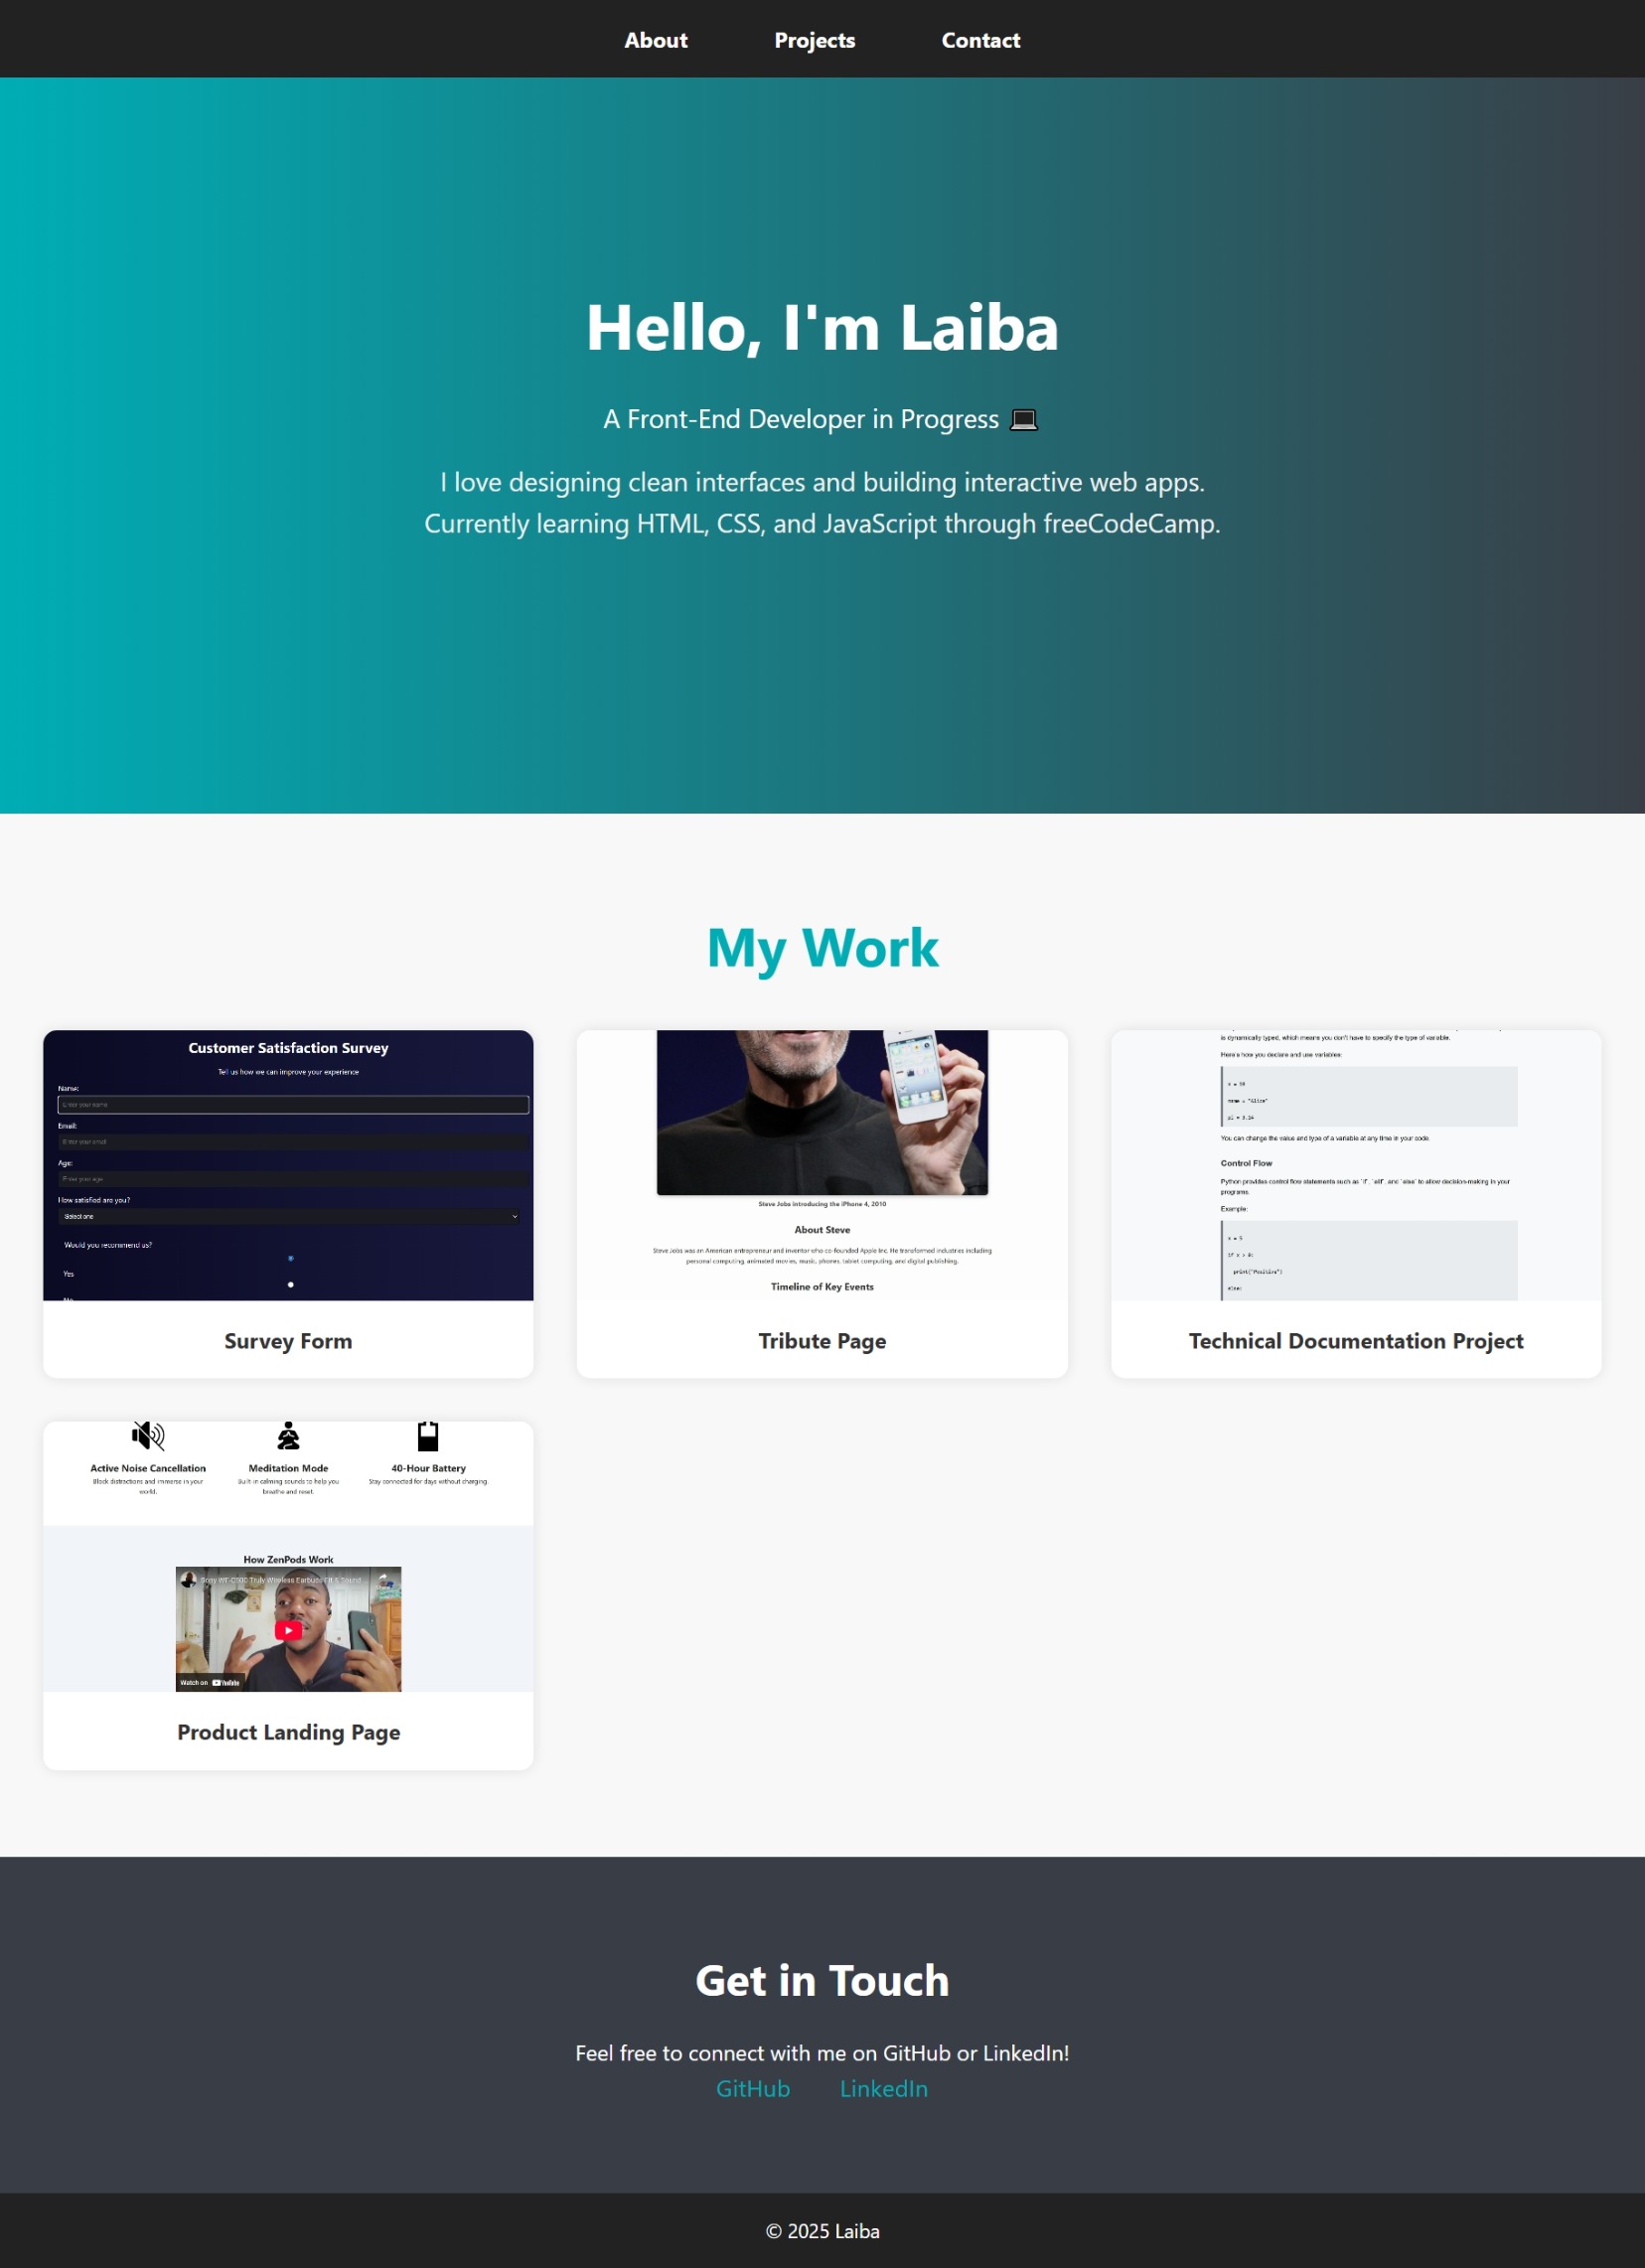 About Projects Contact
Hello, I'm Laiba
A Front-End Developer in Progress 💻
I love designing clean interfaces and building interactive web apps.
Currently learning HTML, CSS, and JavaScript through freeCodeCamp.
My Work
Customer Satisfaction Survey
Tell us how we can improve your experience
Name:
Enter your name
Email:
Enter your email
Age:
Enter your age
How satisfied are you?
Select one
Would you recommend us?
Yes
Survey Form
Steve Jobs introducing the iPhone 4, 2010
About Steve
Steve Jobs was an American entrepreneur and inventor who co-founded Apple Inc. He transformed industries including
personal computing, animated movies, music, phones, tablet computing, and digital publishing.
Timeline of Key Events
Tribute Page
is dynamically typed, which means you don't have to specify the type of variable.
Here's how you declare and use variables:
x = 10
name = "Alice"
pi = 3.14
You can change the value and type of a variable at any time in your code.
Control Flow
Python provides control flow statements such as `if`, `elif`, and `else` to allow decision-making in your
programs.
Example:
x = 5
if x > 0:
print("Positive")
else:
Technical Documentation Project
Active Noise Cancellation
Block distractions and immerse in your
world.
Meditation Mode
Built-in calming sounds to help you
breathe and reset.
40-Hour Battery
Stay connected for days without charging.
How ZenPods Work
Sony WF-C500 Truly Wireless Earbuds Fit & Sound
Watch on YouTube
Product Landing Page
Get in Touch
Feel free to connect with me on GitHub or LinkedIn!
GitHub LinkedIn
© 2025 Laiba